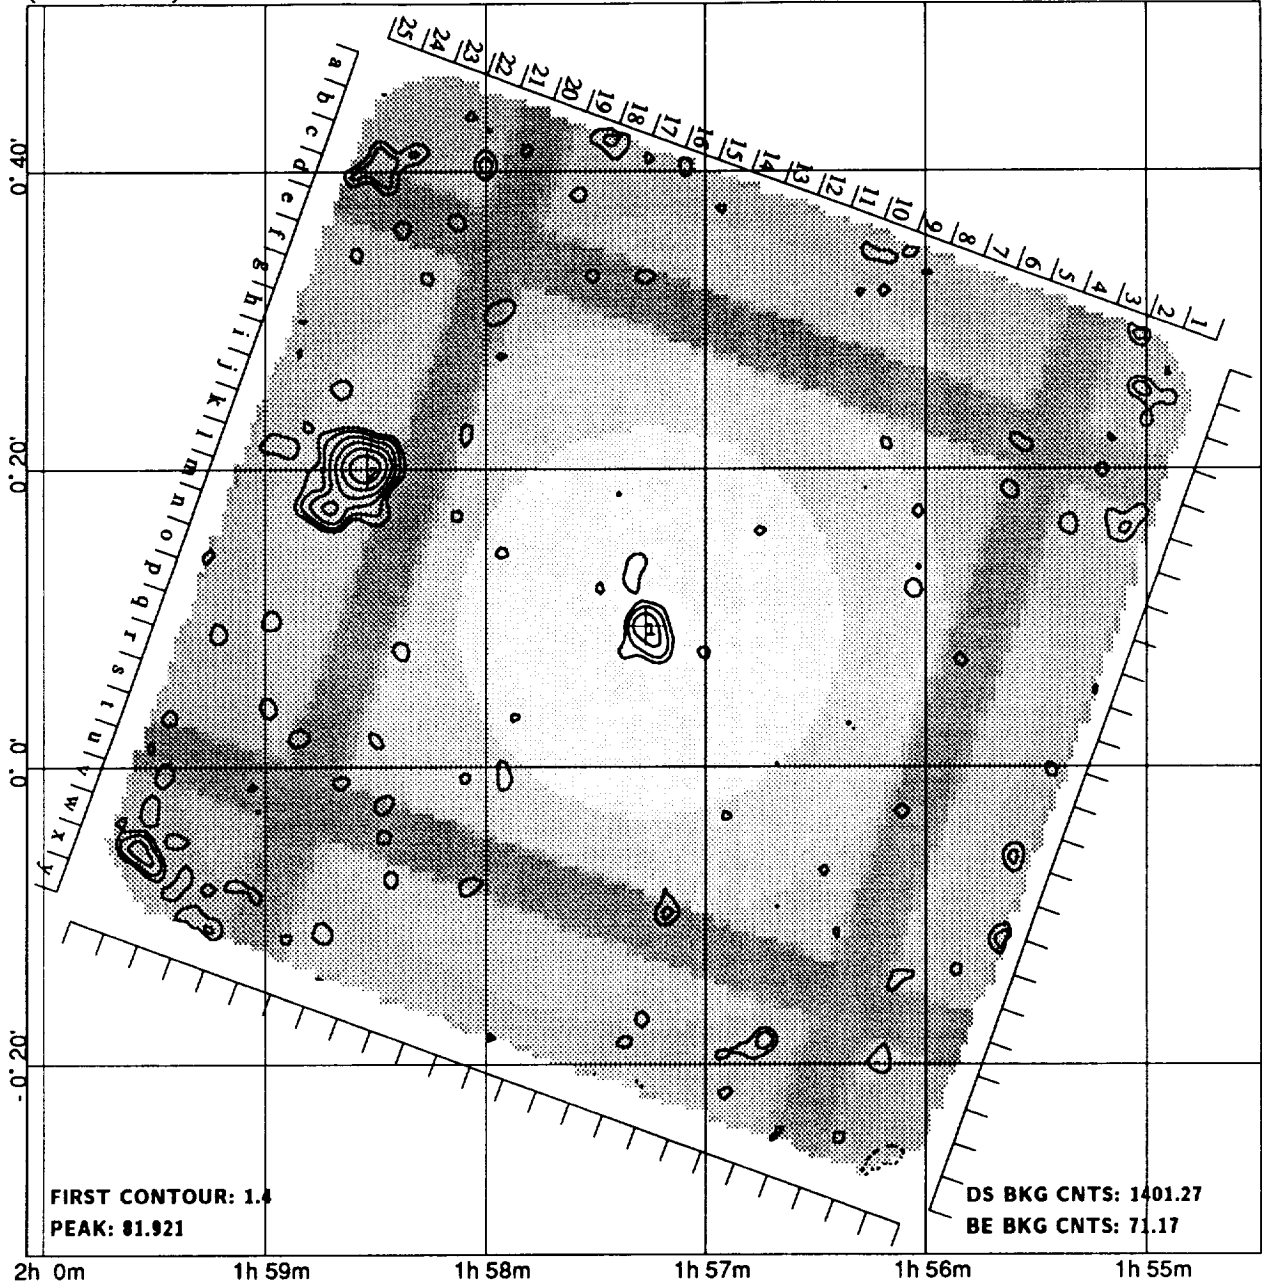 25 24 23 22 21 20 19 18 17 16 15 14 13 12 11 10 9 8 7 6 5 4 3 2 1
a b c d e f g h i j k l m n o p q r s t u v w x y
0° 40'
0° 20'
0° 0'
-0° 20'
FIRST CONTOUR: 1.4
PEAK: 81.921
DS BKG CNTS: 1401.27
BE BKG CNTS: 71.17
2h 0m 1h 59m 1h 58m 1h 57m 1h 56m 1h 55m